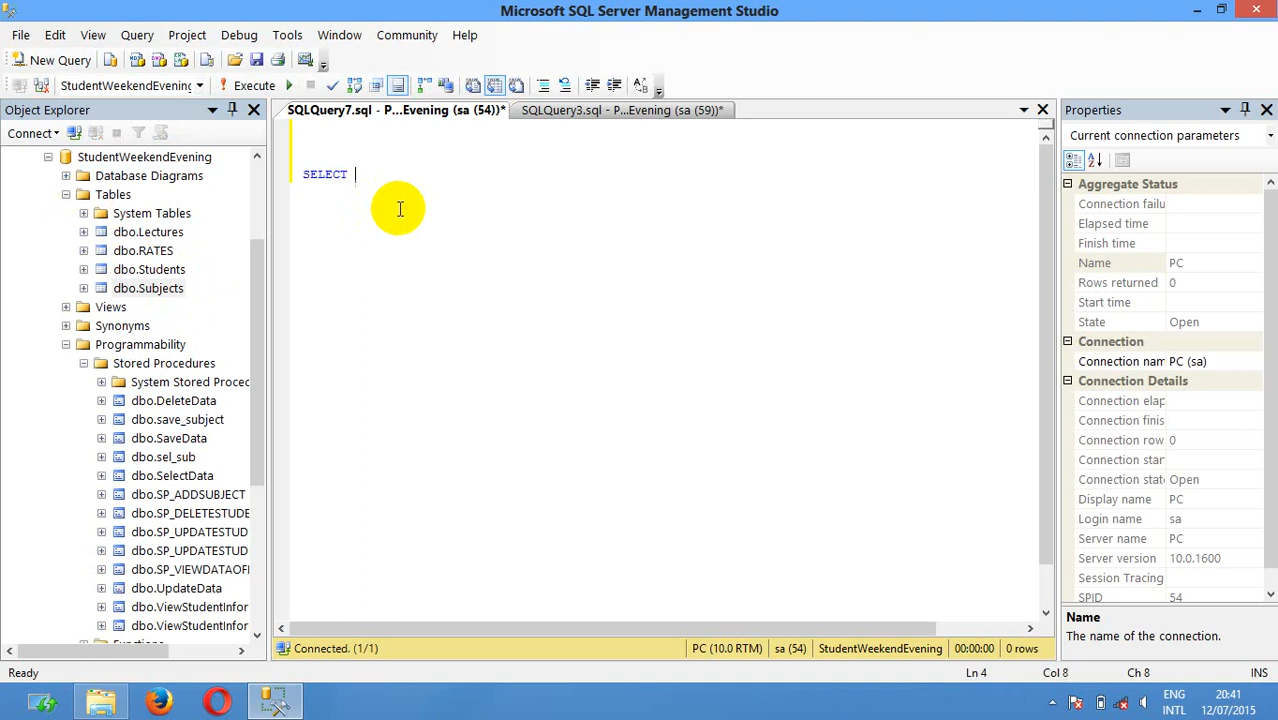 Microsoft SQL Server Management Studio
File Edit View Query Project Debug Tools Window Community Help
New Query
StudentWeekendEvening Execute
Object Explorer
Connect
StudentWeekendEvening
Database Diagrams
Tables
System Tables
dbo.Lectures
dbo.RATES
dbo.Students
dbo.Subjects
Views
Synonyms
Programmability
Stored Procedures
System Stored Proced
dbo.DeleteData
dbo.save_subject
dbo.SaveData
dbo.sel_sub
dbo.SelectData
dbo.SP_ADDSUBJECT
dbo.SP_DELETESTUDE
dbo.SP_UPDATESTUD
dbo.SP_UPDATESTUD
dbo.SP_VIEWDATAOF
dbo.UpdateData
dbo.ViewStudentInfor
dbo.ViewStudentInfor
SQLQuery7.sql - P...Evening (sa (54))* SQLQuery3.sql - P...Evening (sa (59))*
SELECT
Connected. (1/1) PC (10.0 RTM) sa (54) StudentWeekendEvening 00:00:00 0 rows
Properties
Current connection parameters
Aggregate Status
Connection failu
Elapsed time
Finish time
Name PC
Rows returned 0
Start time
State Open
Connection
Connection nam PC (sa)
Connection Details
Connection elap
Connection finis
Connection row 0
Connection star
Connection state Open
Display name PC
Login name sa
Server name PC
Server version 10.0.1600
Session Tracing
SPID 54
Name
The name of the connection.
Ready Ln 4 Col 8 Ch 8 INS
ENG 20:41
INTL 12/07/2015